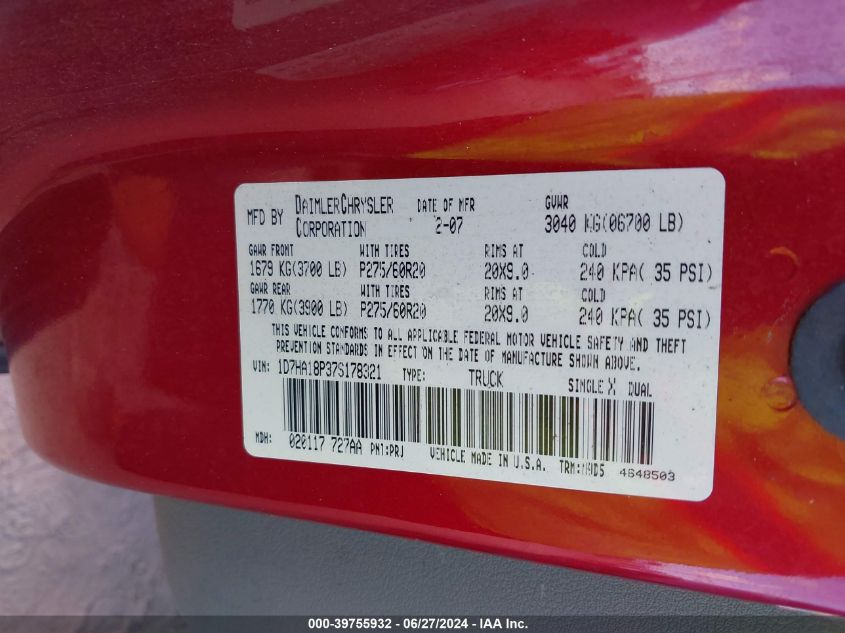 MFD BY DAIMLERCHRYSLER CORPORATION DATE OF MFR 2-07 GVWR 3040 KG(06700 LB)
GAWR FRONT WITH TIRES RIMS AT COLD
1679 KG(3700 LB) P275/60R20 20X9.0 240 KPA( 35 PSI)
GAWR REAR WITH TIRES RIMS AT COLD
1770 KG(3900 LB) P275/60R20 20X9.0 240 KPA( 35 PSI)
THIS VEHICLE CONFORMS TO ALL APPLICABLE FEDERAL MOTOR VEHICLE SAFETY AND THEFT
PREVENTION STANDARDS IN EFFECT ON THE DATE OF MANUFACTURE SHOWN ABOVE.
VIN: 1D7HA18P37S178321 TYPE: TRUCK SINGLE X DUAL
MDH: 020117 727AA PNT:PRJ VEHICLE MADE IN U.S.A. TRM: 4648503
000-39755932 - 06/27/2024 - IAA Inc.